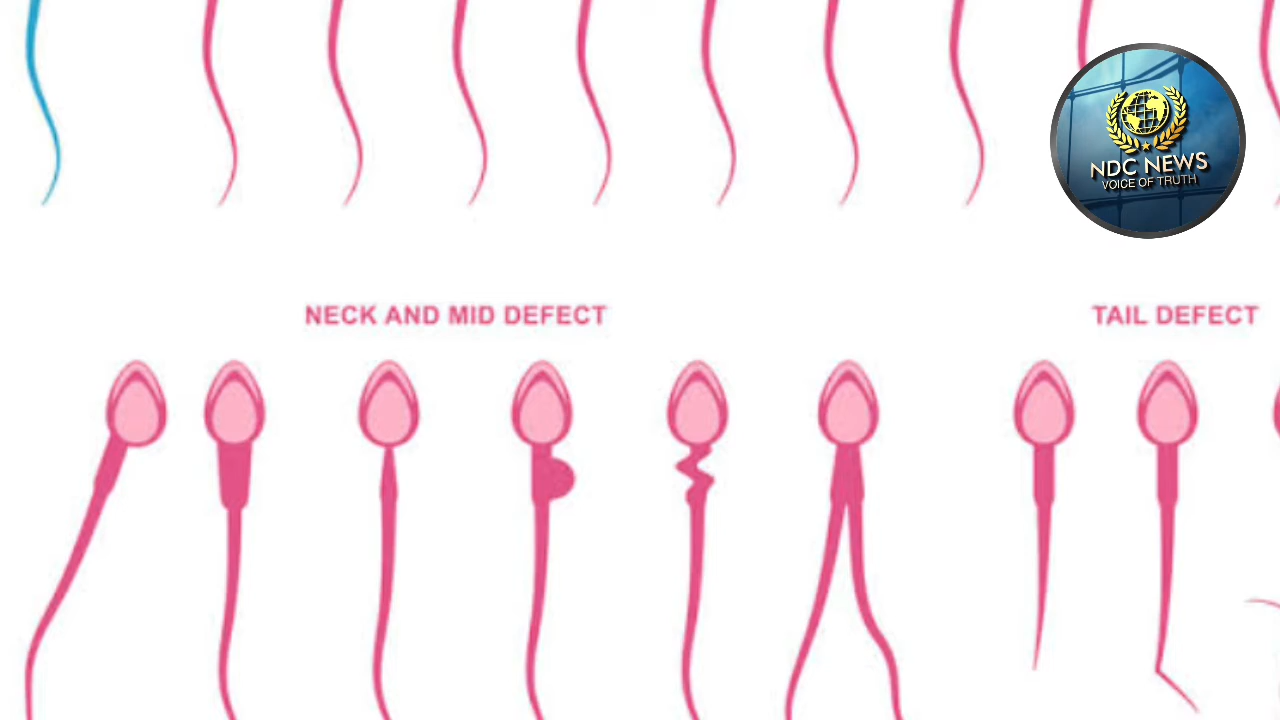 NDC NEWS
VOICE OF TRUTH
NECK AND MID DEFECT
TAIL DEFECT